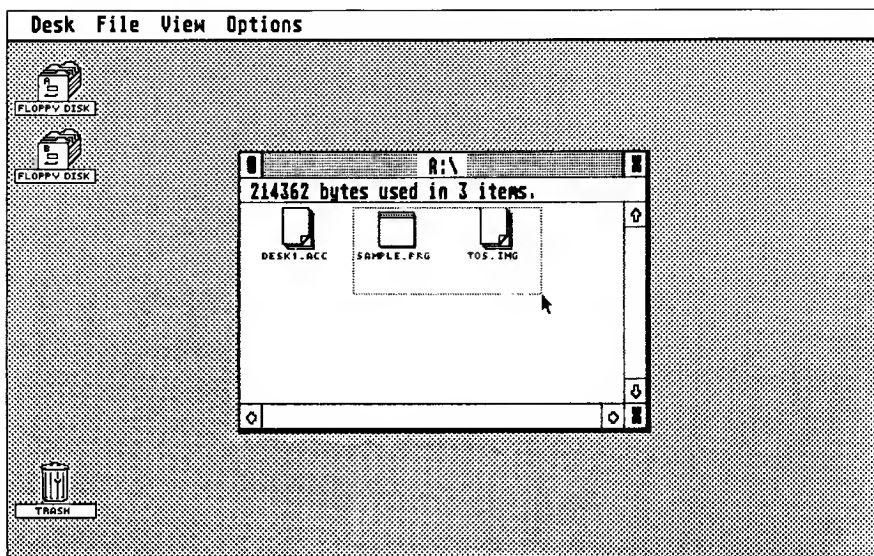 Desk File View Options
A
FLOPPY DISK
B
FLOPPY DISK
A:\
214362 bytes used in 3 items.
DESK1.ACC SAMPLE.PRG TOS.IMG
TRASH